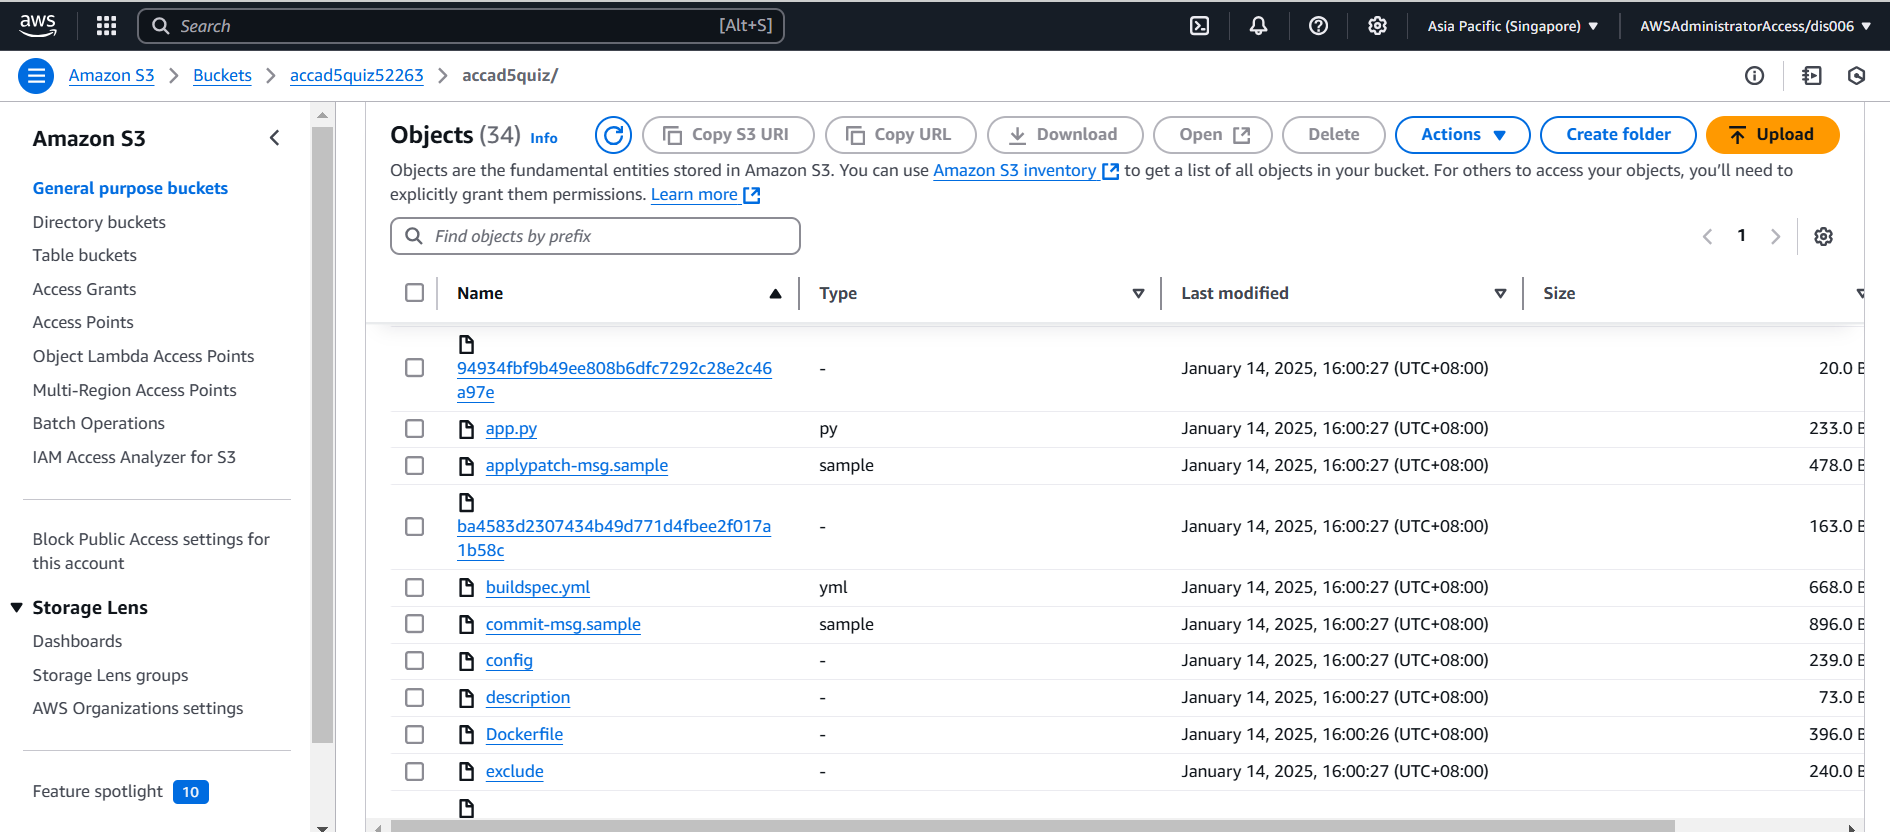 aws
Search [Alt+S]
Asia Pacific (Singapore) ▼
AWSAdministratorAccess/dis006 ▼
Amazon S3 > Buckets > accad5quiz52263 > accad5quiz/
Amazon S3
General purpose buckets
Directory buckets
Table buckets
Access Grants
Access Points
Object Lambda Access Points
Multi-Region Access Points
Batch Operations
IAM Access Analyzer for S3
Block Public Access settings for
this account
Storage Lens
Dashboards
Storage Lens groups
AWS Organizations settings
Feature spotlight 10
Objects (34) Info
Copy S3 URI
Copy URL
Download
Open
Delete
Actions ▼
Create folder
Upload
Objects are the fundamental entities stored in Amazon S3. You can use Amazon S3 inventory to get a list of all objects in your bucket. For others to access your objects, you'll need to
explicitly grant them permissions. Learn more
Find objects by prefix
1
Name Type Last modified Size
94934fbf9b49ee808b6dfc7292c28e2c46
a97e
- January 14, 2025, 16:00:27 (UTC+08:00) 20.0 B
app.py py January 14, 2025, 16:00:27 (UTC+08:00) 233.0 B
applypatch-msg.sample sample January 14, 2025, 16:00:27 (UTC+08:00) 478.0 B
ba4583d2307434b49d771d4fbee2f017a
1b58c
- January 14, 2025, 16:00:27 (UTC+08:00) 163.0 B
buildspec.yml yml January 14, 2025, 16:00:27 (UTC+08:00) 668.0 B
commit-msg.sample sample January 14, 2025, 16:00:27 (UTC+08:00) 896.0 B
config - January 14, 2025, 16:00:27 (UTC+08:00) 239.0 B
description - January 14, 2025, 16:00:27 (UTC+08:00) 73.0 B
Dockerfile - January 14, 2025, 16:00:26 (UTC+08:00) 396.0 B
exclude - January 14, 2025, 16:00:27 (UTC+08:00) 240.0 B